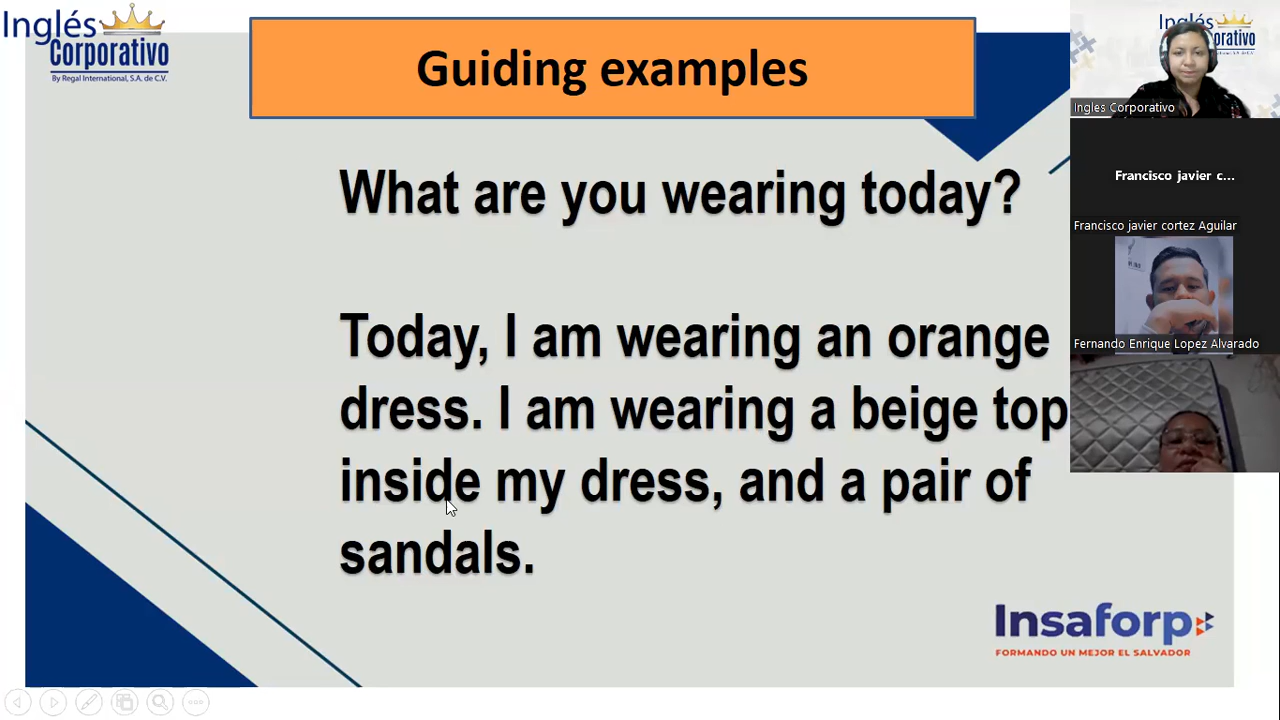 Inglés
Corporativo
By Regal International, S.A. de C.V.
Guiding examples
What are you wearing today?
Today, I am wearing an orange
dress. I am wearing a beige top
inside my dress, and a pair of
sandals.
Insaforp
FORMANDO UN MEJOR EL SALVADOR
Inglés
Ingles Corporativo
Francisco javier c...
Francisco javier cortez Aguilar
Fernando Enrique Lopez Alvarado